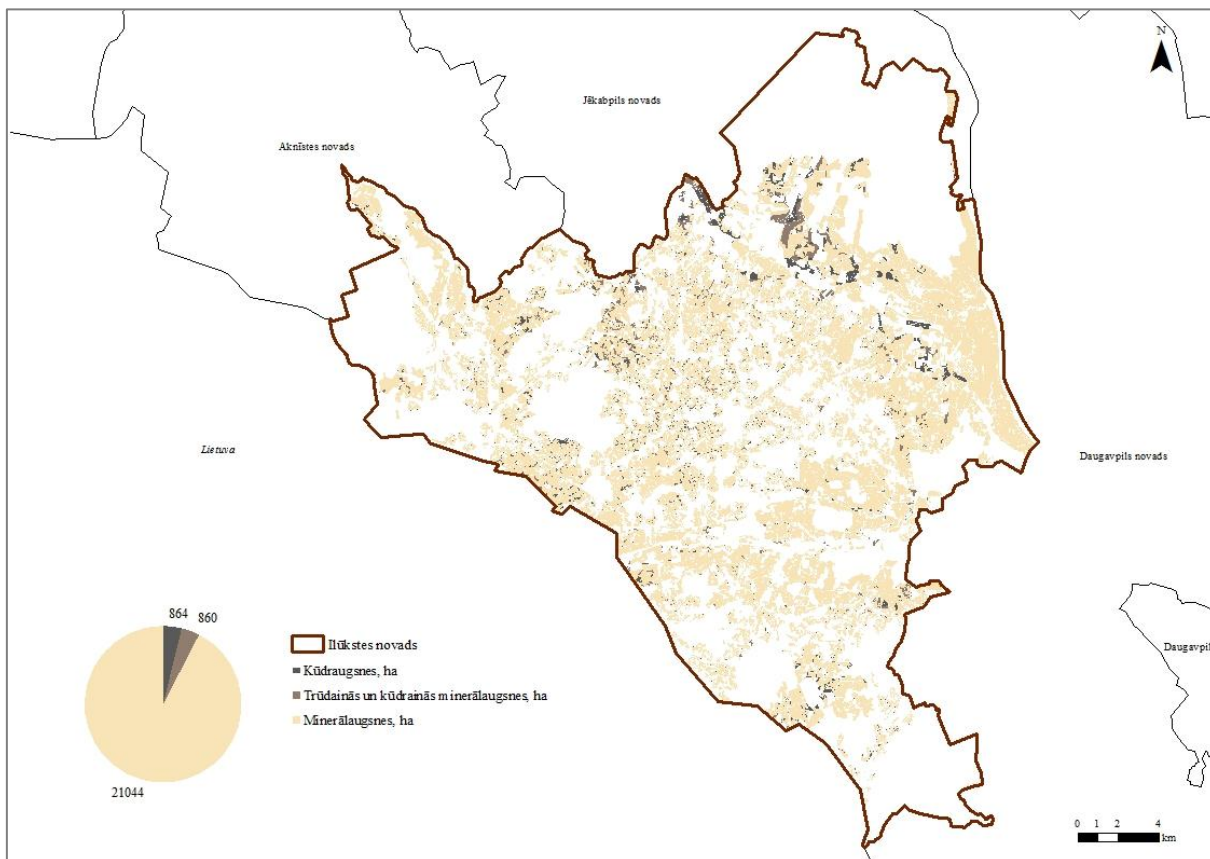 N
Jēkabpils novads
Aknīstes novads
Lietuva
Daugavpils novads
Daugavpil
864
860
21044
Ilūkstes novads
Kūdraugsnes, ha
Trūdainās un kūdrainās minerālaugsnes, ha
Minerālaugsnes, ha
0 1 2 4
km